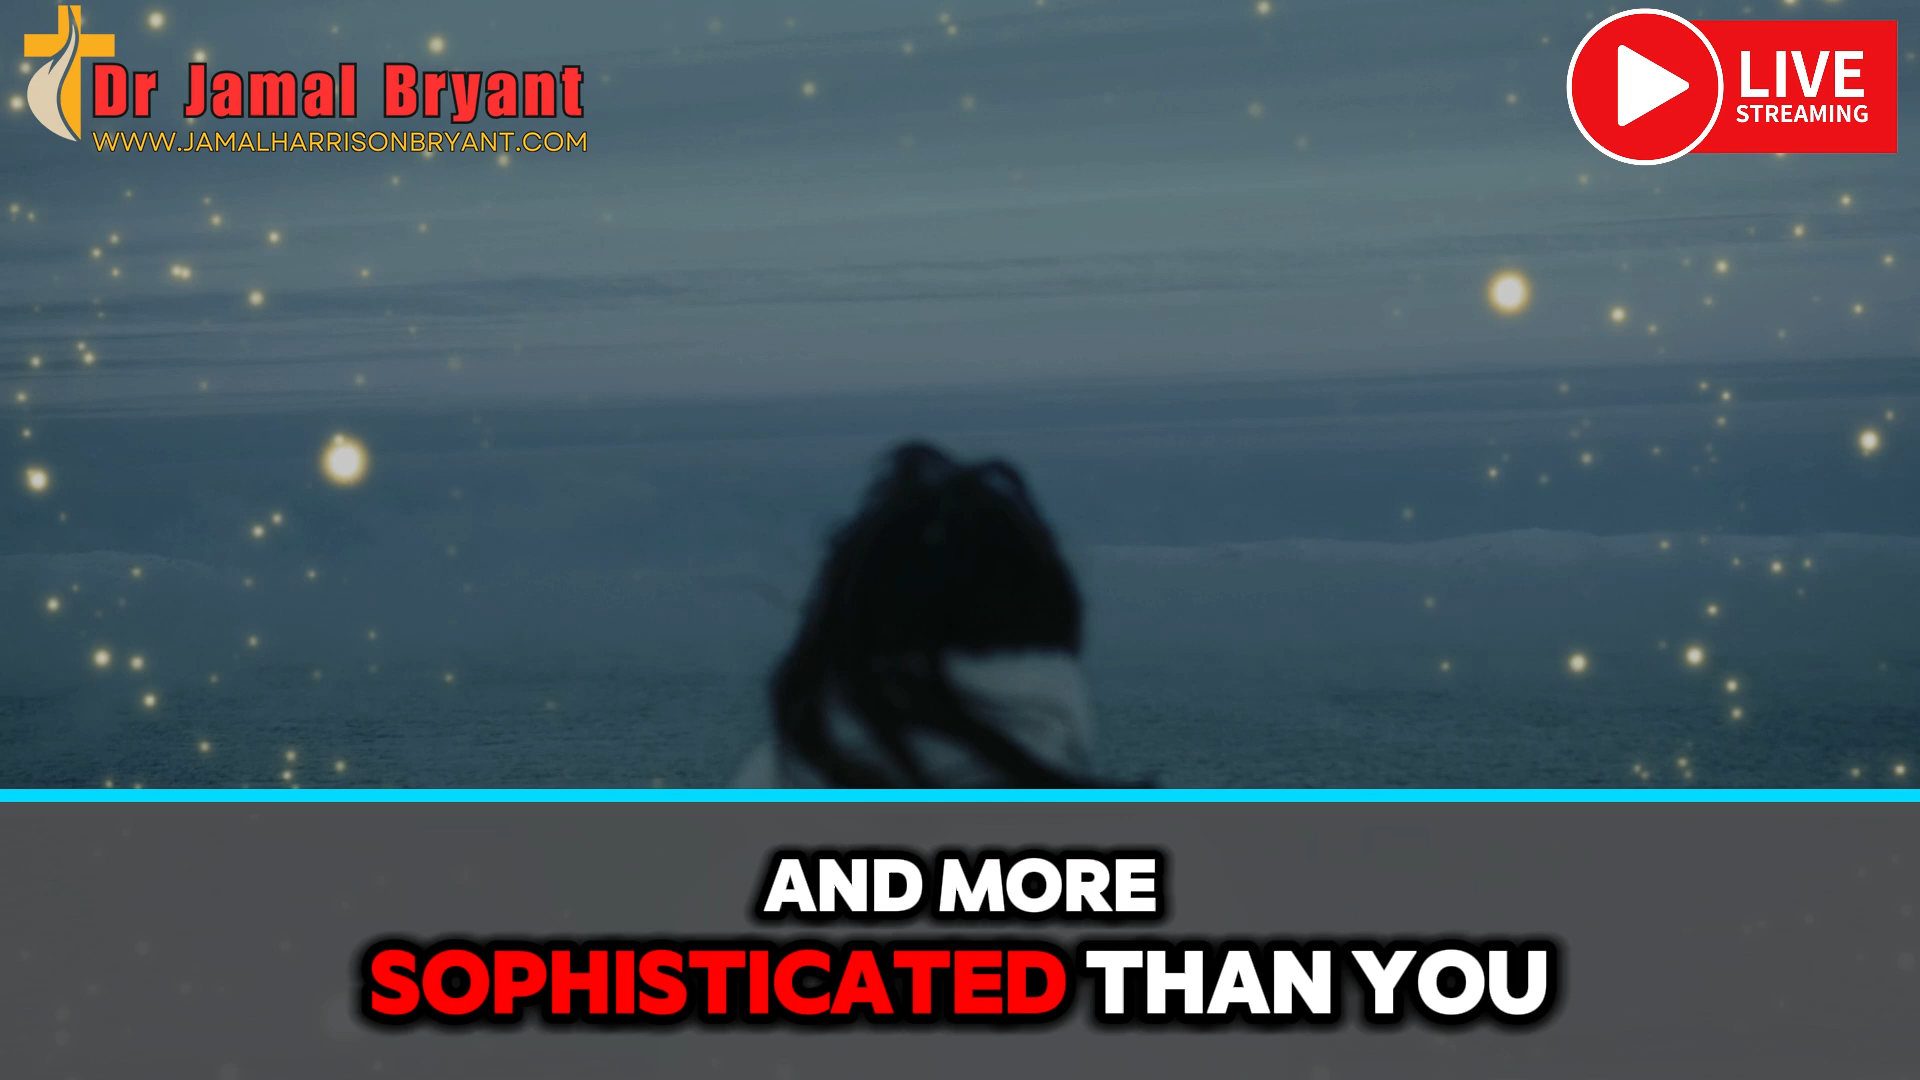 Dr Jamal Bryant
WWW.JAMALHARRISONBRYANT.COM
LIVE
STREAMING
AND MORE
SOPHISTICATED THAN YOU